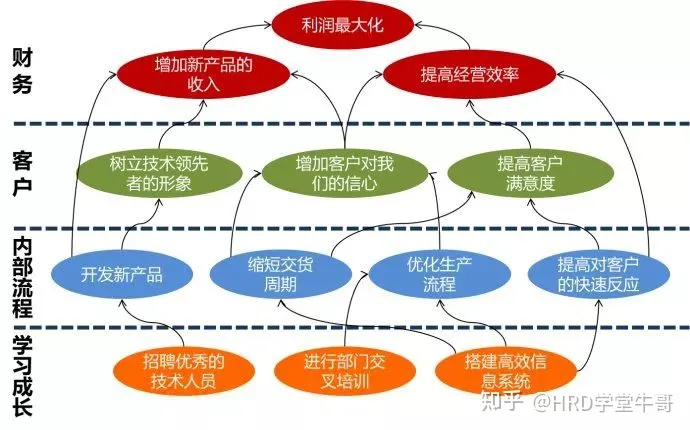 财务
利润最大化
增加新产品的
收入
提高经营效率
客户
树立技术领先
者的形象
增加客户对我
们的信心
提高客户
满意度
内部流程
开发新产品
缩短交货
周期
优化生产
流程
提高对客户
的快速反应
学习成长
招聘优秀的
技术人员
进行部门交
叉培训
搭建高效信
息系统
知乎 @HRD学堂牛哥